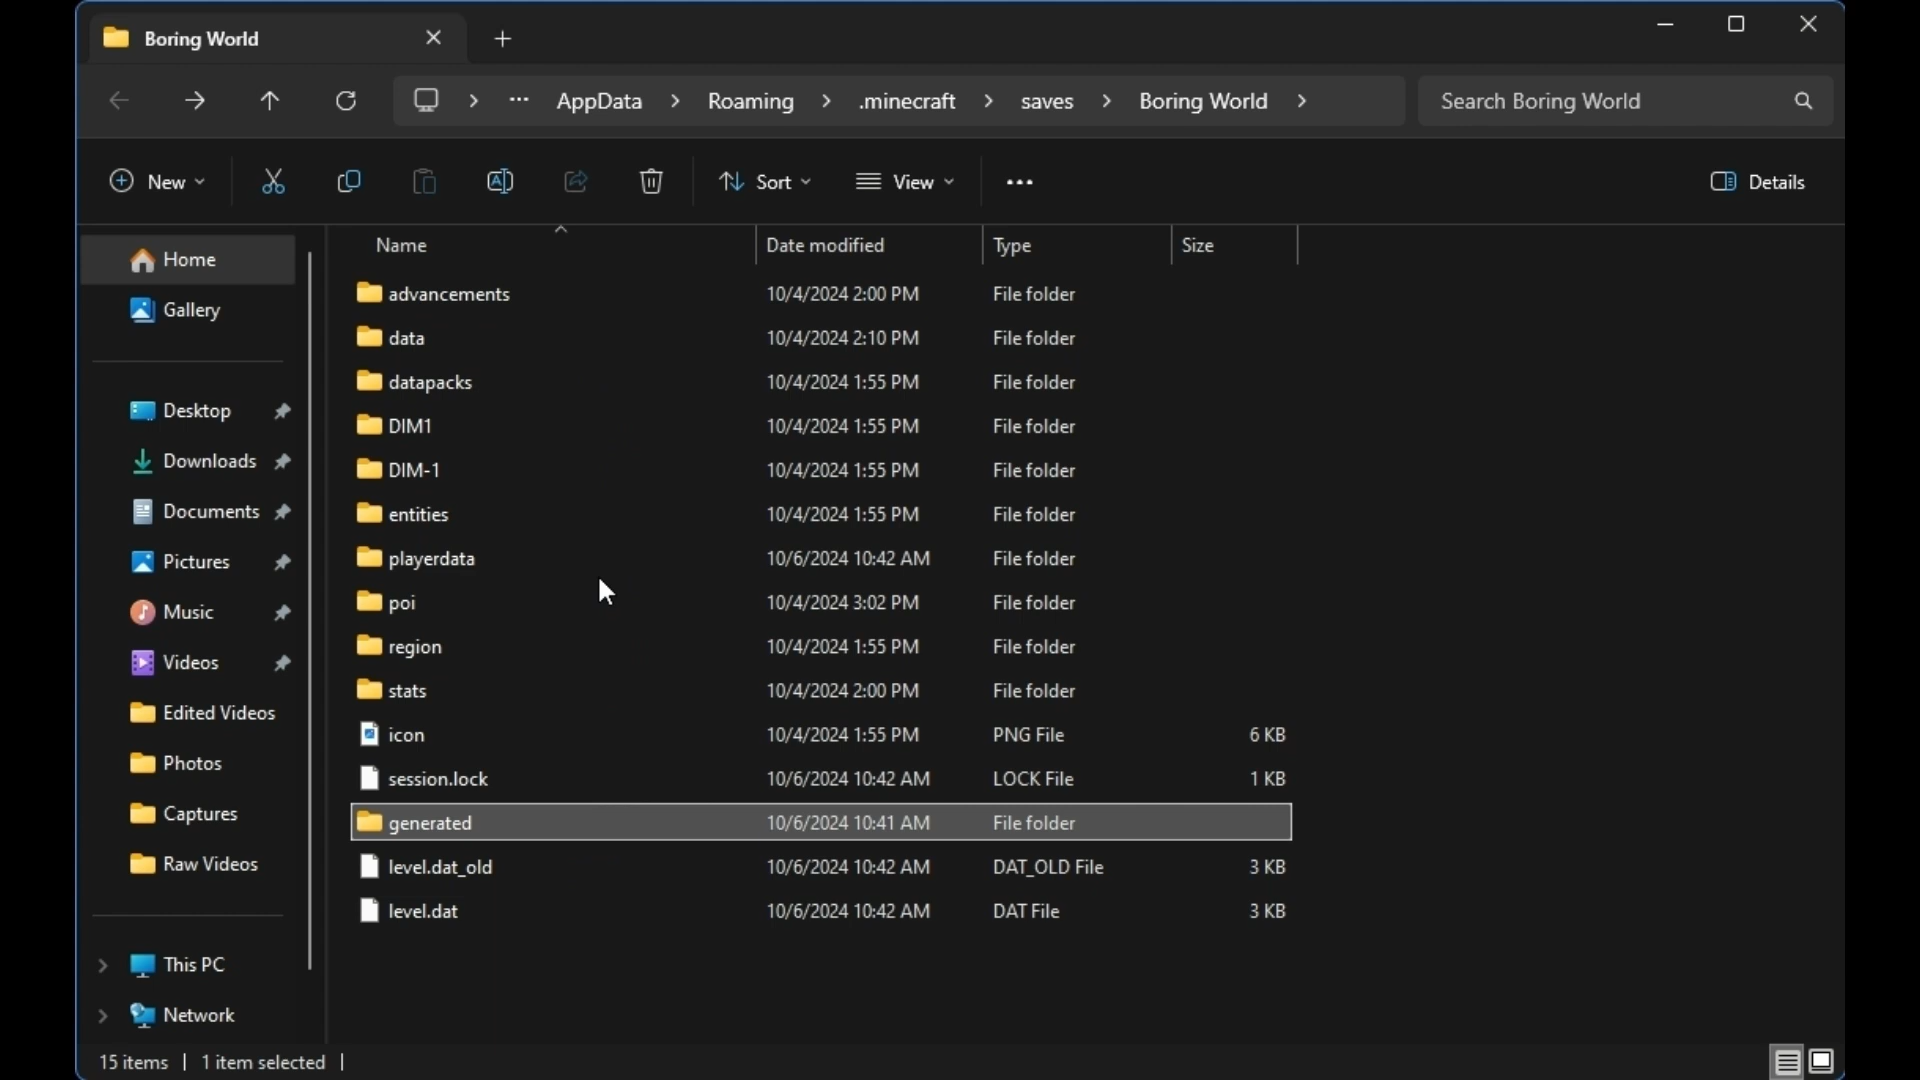 Boring World
AppData Roaming .minecraft saves Boring World Search Boring World
New Sort View Details
Home
Gallery
Desktop
Downloads
Documents
Pictures
Music
Videos
Edited Videos
Photos
Captures
Raw Videos
This PC
Network
Name Date modified Type Size
advancements 10/4/2024 2:00 PM File folder
data 10/4/2024 2:10 PM File folder
datapacks 10/4/2024 1:55 PM File folder
DIM1 10/4/2024 1:55 PM File folder
DIM-1 10/4/2024 1:55 PM File folder
entities 10/4/2024 1:55 PM File folder
playerdata 10/6/2024 10:42 AM File folder
poi 10/4/2024 3:02 PM File folder
region 10/4/2024 1:55 PM File folder
stats 10/4/2024 2:00 PM File folder
icon 10/4/2024 1:55 PM PNG File 6 KB
session.lock 10/6/2024 10:42 AM LOCK File 1 KB
generated 10/6/2024 10:41 AM File folder
level.dat_old 10/6/2024 10:42 AM DAT_OLD File 3 KB
level.dat 10/6/2024 10:42 AM DAT File 3 KB
15 items 1 item selected